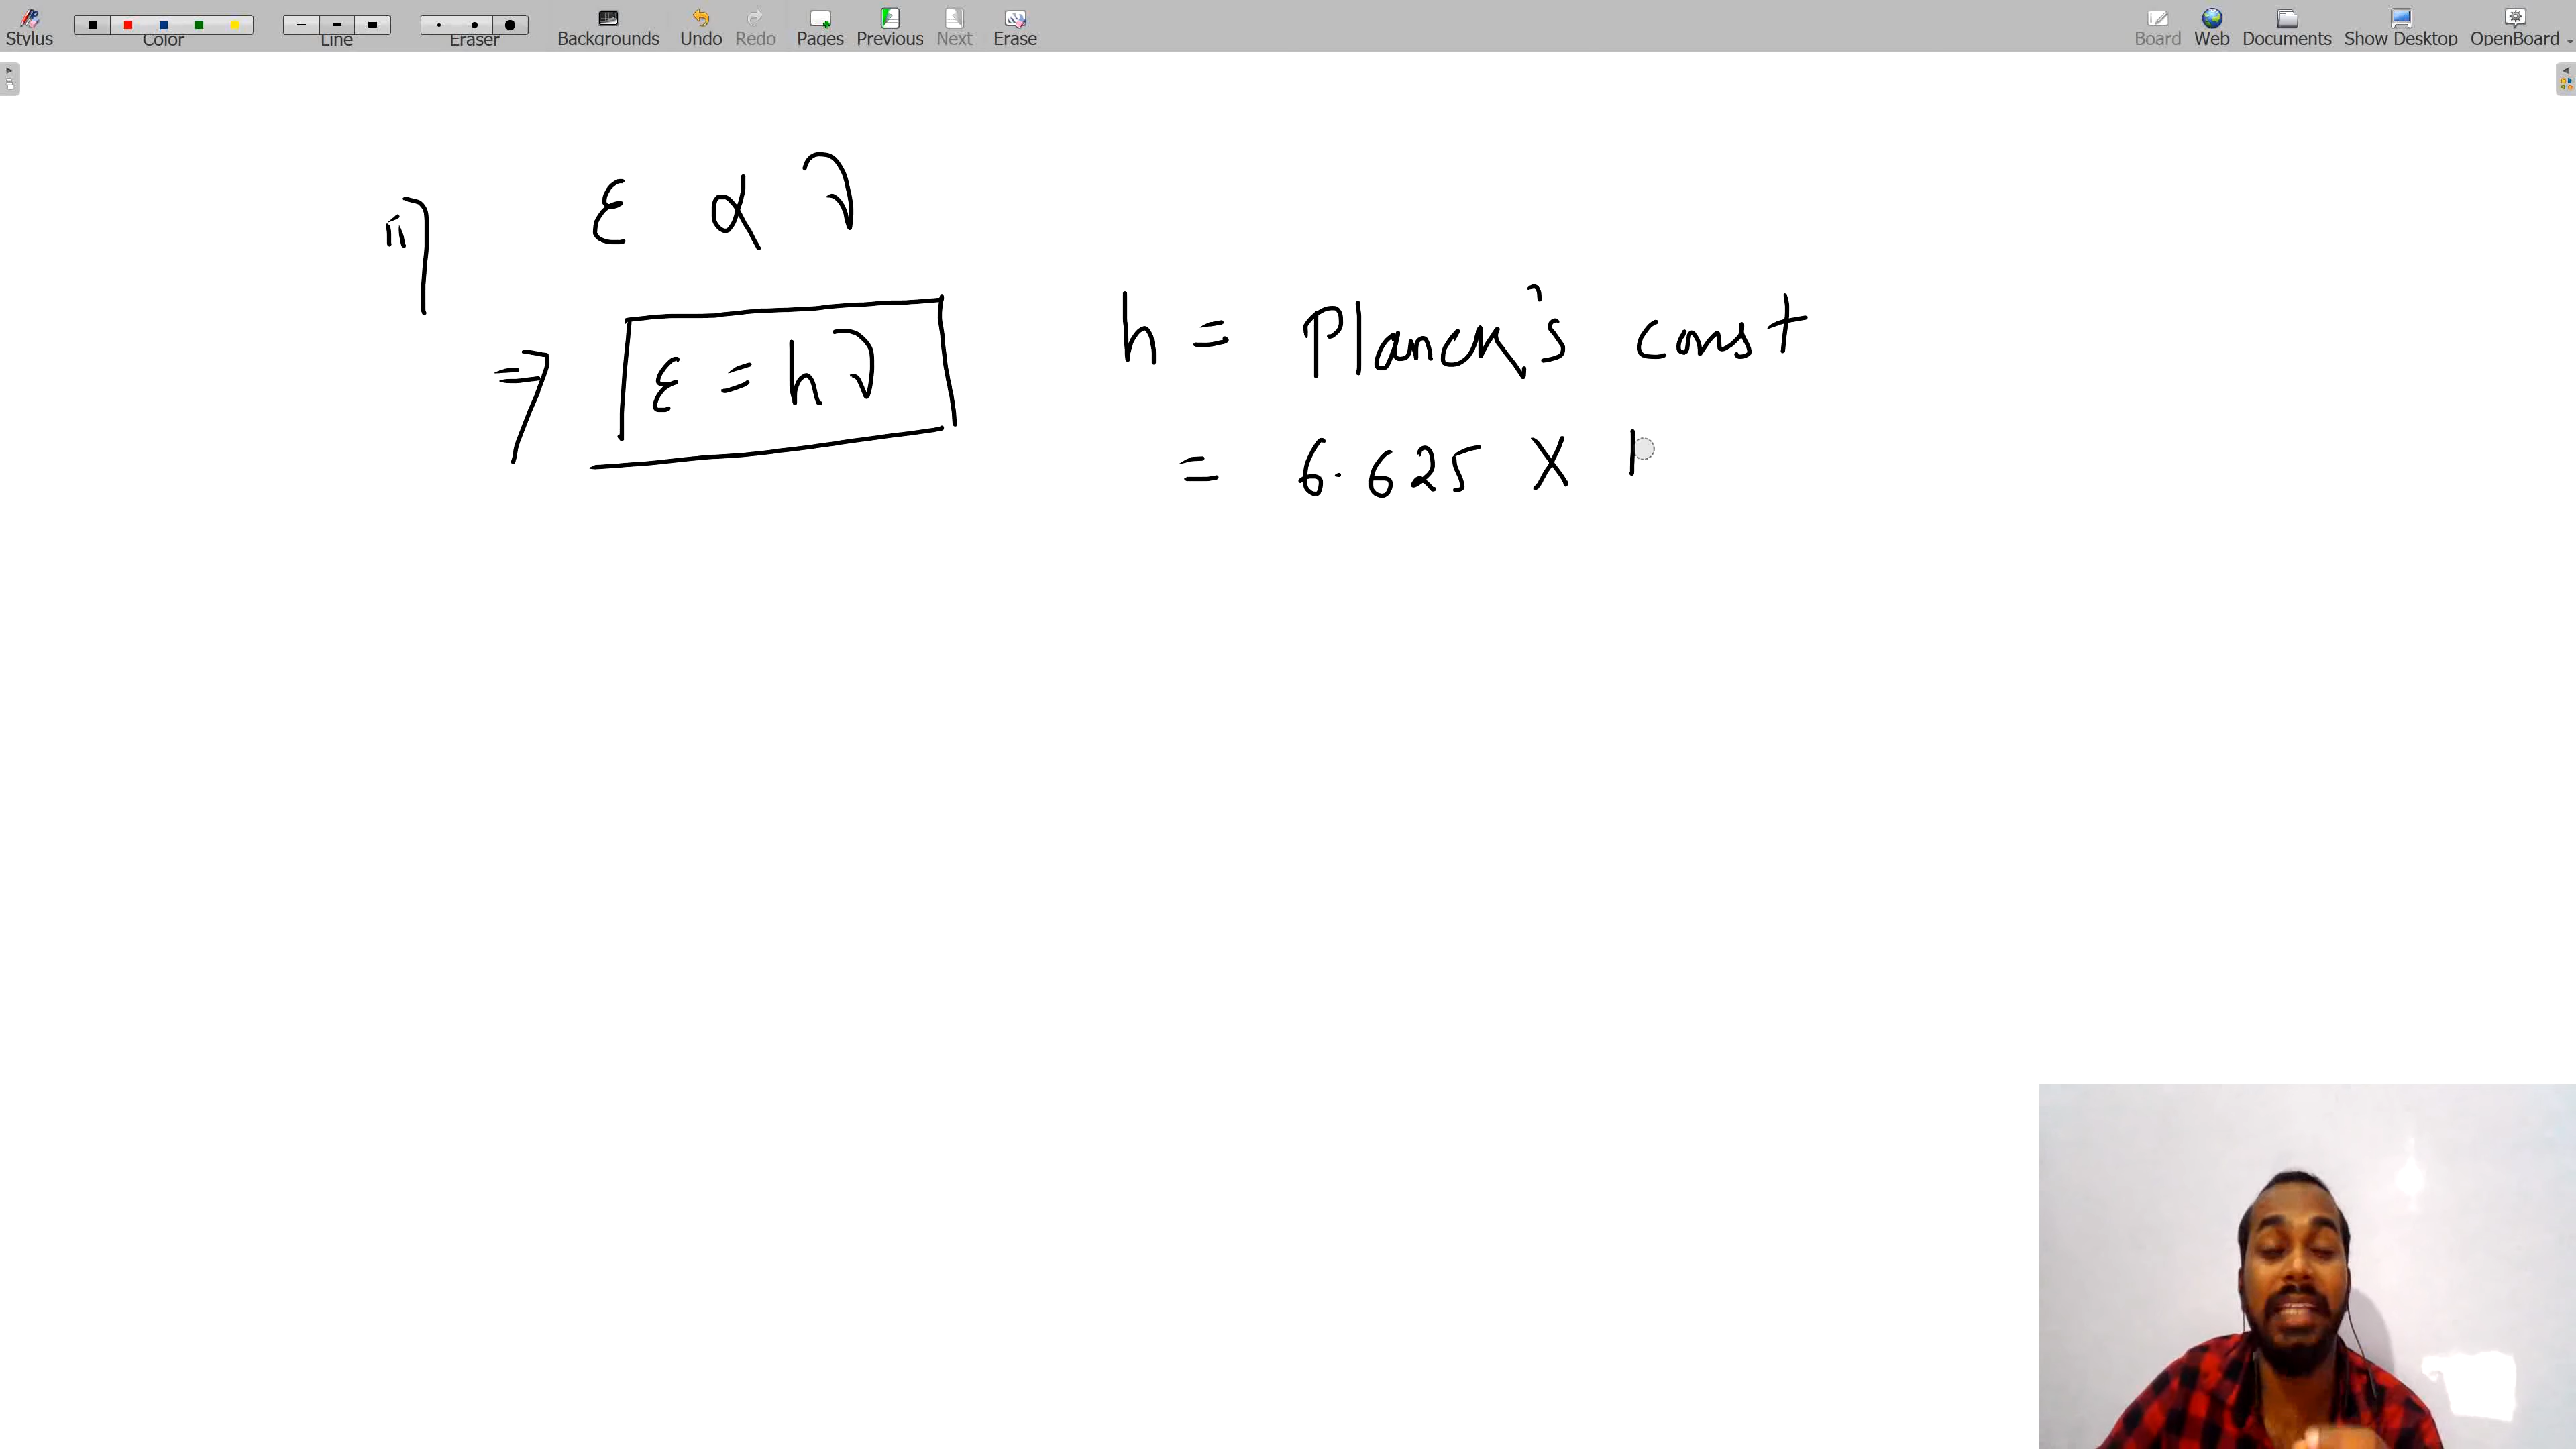 Stylus Color Line Eraser Backgrounds Undo Redo Pages Previous Next Erase Board Web Documents Show Desktop OpenBoard
ii) ε α ν
⇒ ε = hν
h = Planck's const
= 6.625 X 1